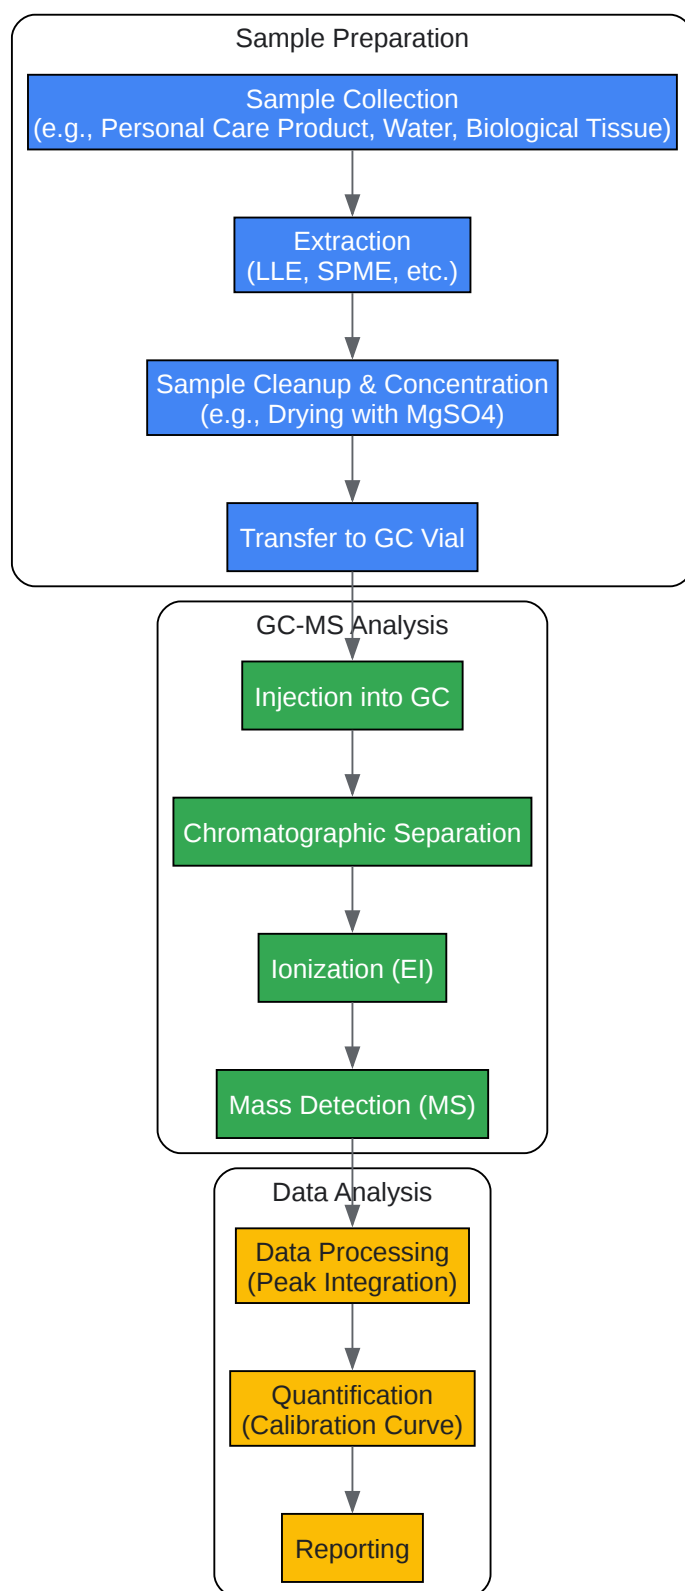 Sample Preparation
Sample Collection
(e.g., Personal Care Product, Water, Biological Tissue)
Extraction
(LLE, SPME, etc.)
Sample Cleanup & Concentration
(e.g., Drying with MgSO4)
Transfer to GC Vial
GC-MS Analysis
Injection into GC
Chromatographic Separation
Ionization (EI)
Mass Detection (MS)
Data Analysis
Data Processing
(Peak Integration)
Quantification
(Calibration Curve)
Reporting